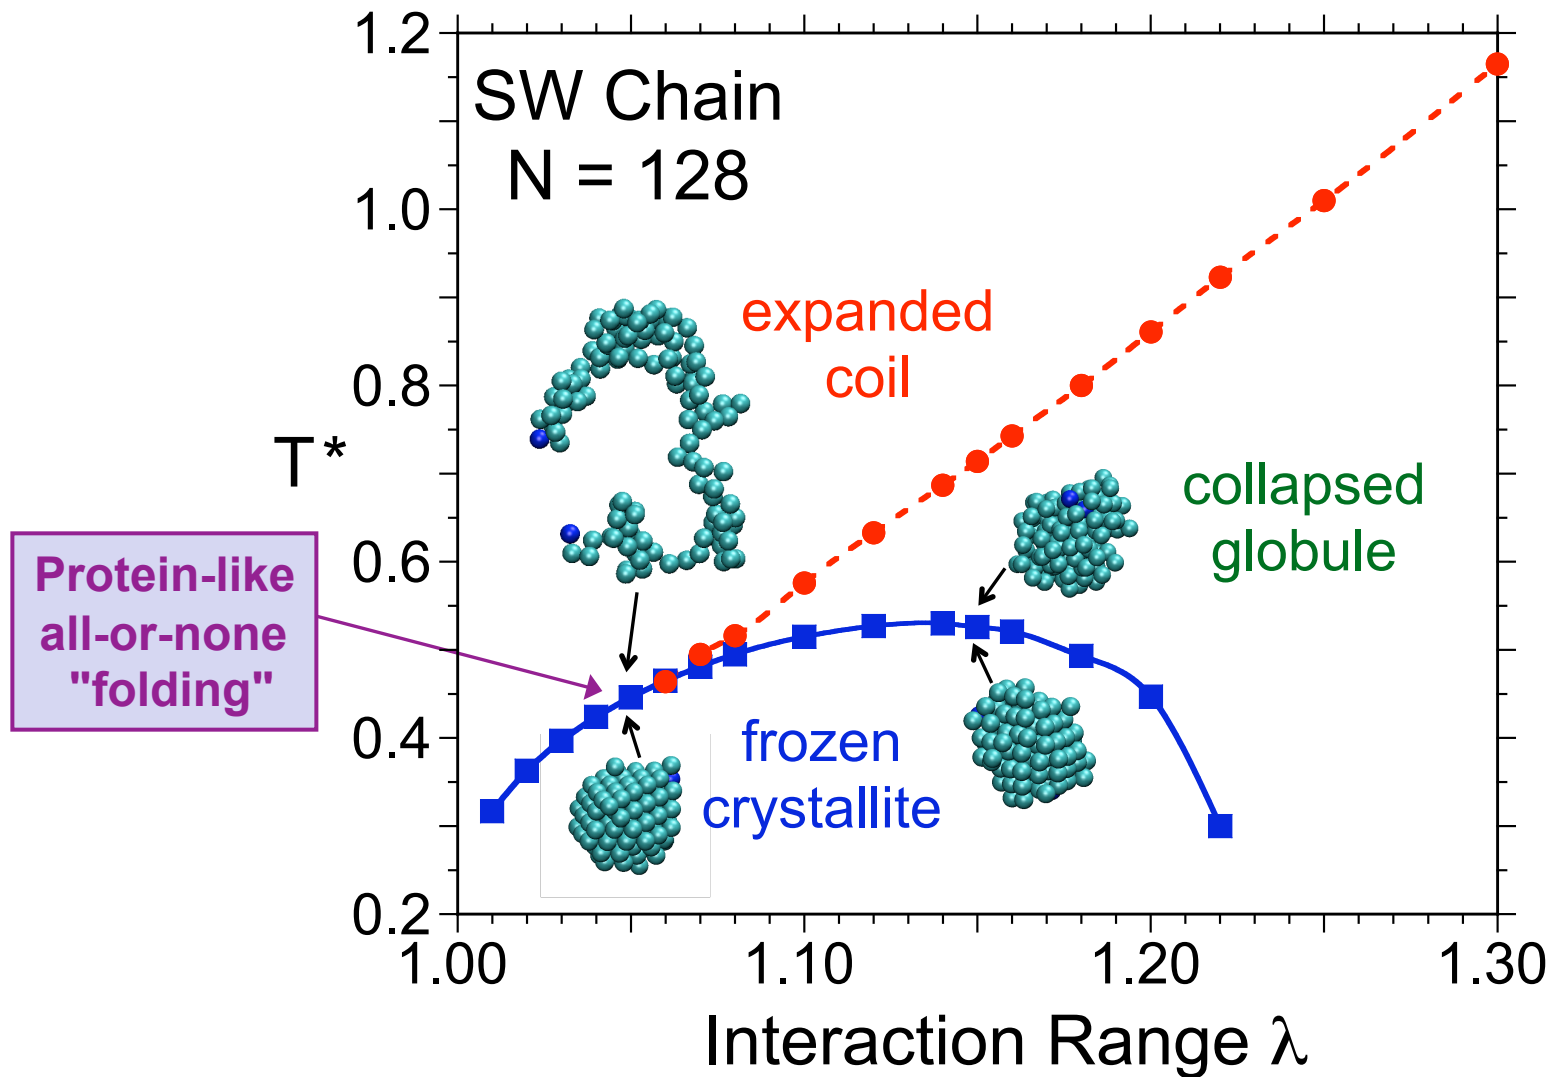 SW Chain
N = 128
expanded
coil
collapsed
globule
Protein-like
all-or-none
"folding"
frozen
crystallite
T*
1.2
1.0
0.8
0.6
0.4
0.2
1.00
1.10
1.20
1.30
Interaction Range λ